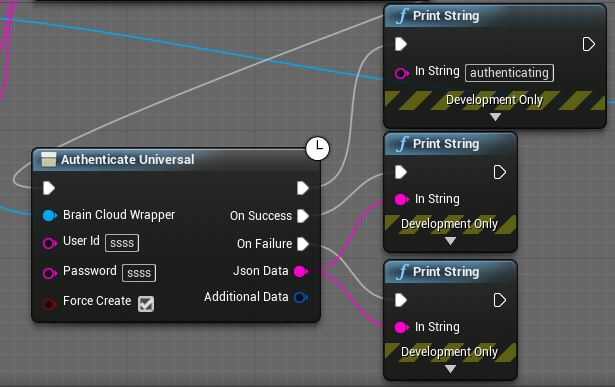 f Print String
In String authenticating
Development Only
Authenticate Universal
Brain Cloud Wrapper
On Success
User Id ssss
On Failure
Password ssss
Json Data
Force Create
Additional Data
f Print String
In String
Development Only
f Print String
In String
Development Only